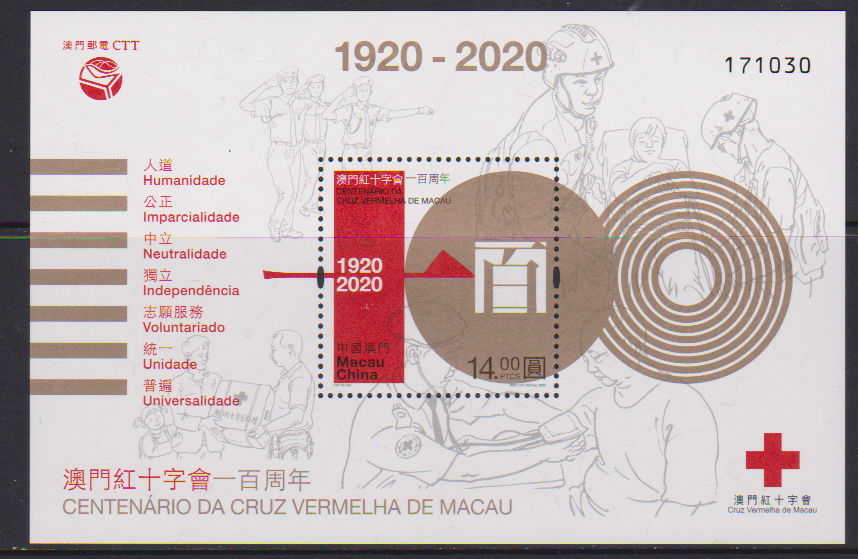 澳門郵電 CTT
1920 - 2020
171030
人道
Humanidade
公正
Imparcialidade
中立
Neutralidade
獨立
Independência
志願服務
Voluntariado
統一
Unidade
普遍
Universalidade
澳門紅十字會一百周年
CENTENÁRIO DA
CRUZ VERMELHA DE MACAU
1920
2020
百
中國澳門
Macau
China
14.00 圓
PTCS
澳門紅十字會一百周年
CENTENÁRIO DA CRUZ VERMELHA DE MACAU
澳門紅十字會
Cruz Vermelha de Macau